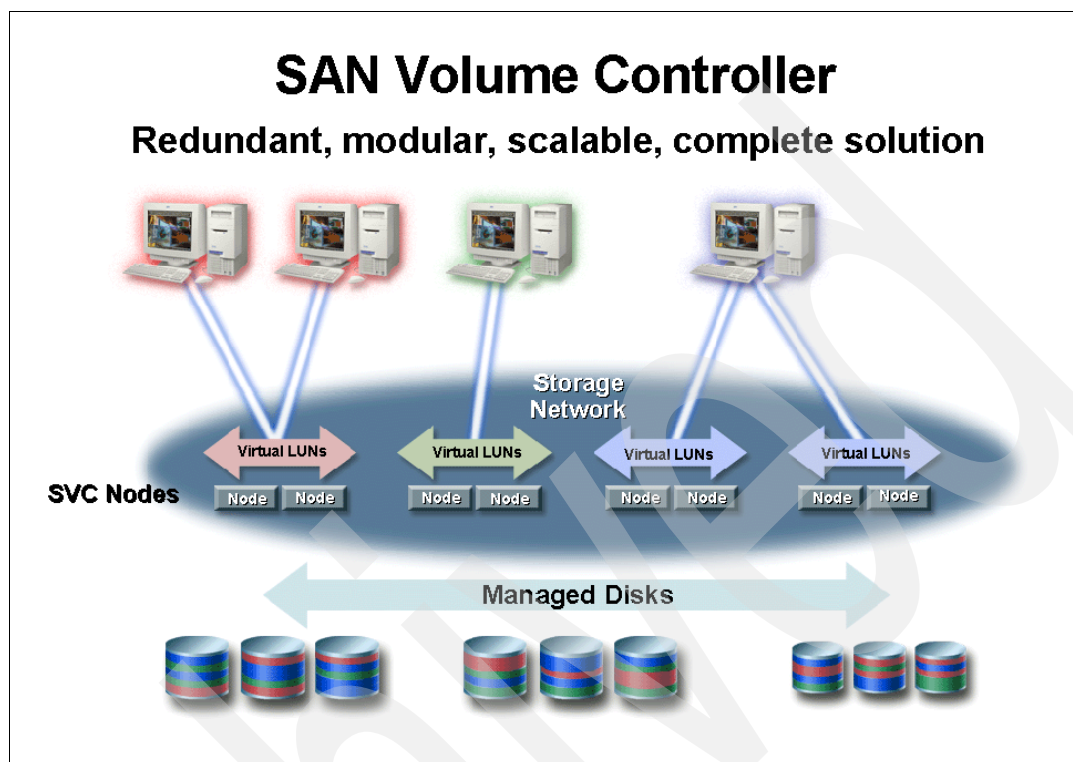 SAN Volume Controller
Redundant, modular, scalable, complete solution
Storage
Network
Virtual LUNs
Virtual LUNs
Virtual LUNs
Virtual LUNs
SVC Nodes
Node Node
Node Node
Node Node
Node Node
Managed Disks